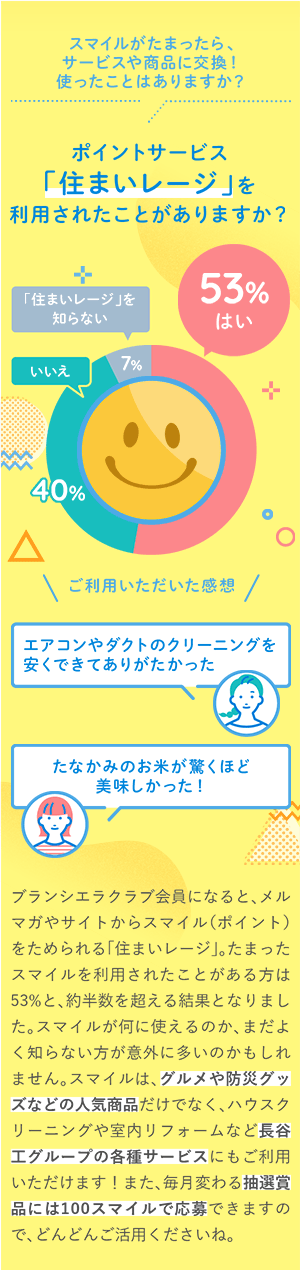 スマイルがたまったら、
サービスや商品に交換！
使ったことはありますか？
ポイントサービス
「住まいレージ」を
利用されたことがありますか？
53%
はい
「住まいレージ」を
知らない
7%
いいえ
40%
ご利用いただいた感想
エアコンやダクトのクリーニングを
安くできてありがたかった
たなかみのお米が驚くほど
美味しかった！
ブランシエラクラブ会員になると、メル
マガやサイトからスマイル（ポイント）
をためられる「住まいレージ」。たまった
スマイルを利用されたことがある方は
53%と、約半数を超える結果となりまし
た。スマイルが何に使えるのか、まだよ
く知らない方が意外に多いのかもしれ
ません。スマイルは、グルメや防災グッ
ズなどの人気商品だけでなく、ハウスク
リーニングや室内リフォームなど長谷
工グループの各種サービスにもご利用
いただけます！また、毎月変わる抽選賞
品には100スマイルで応募できますの
で、どんどんご活用くださいね。